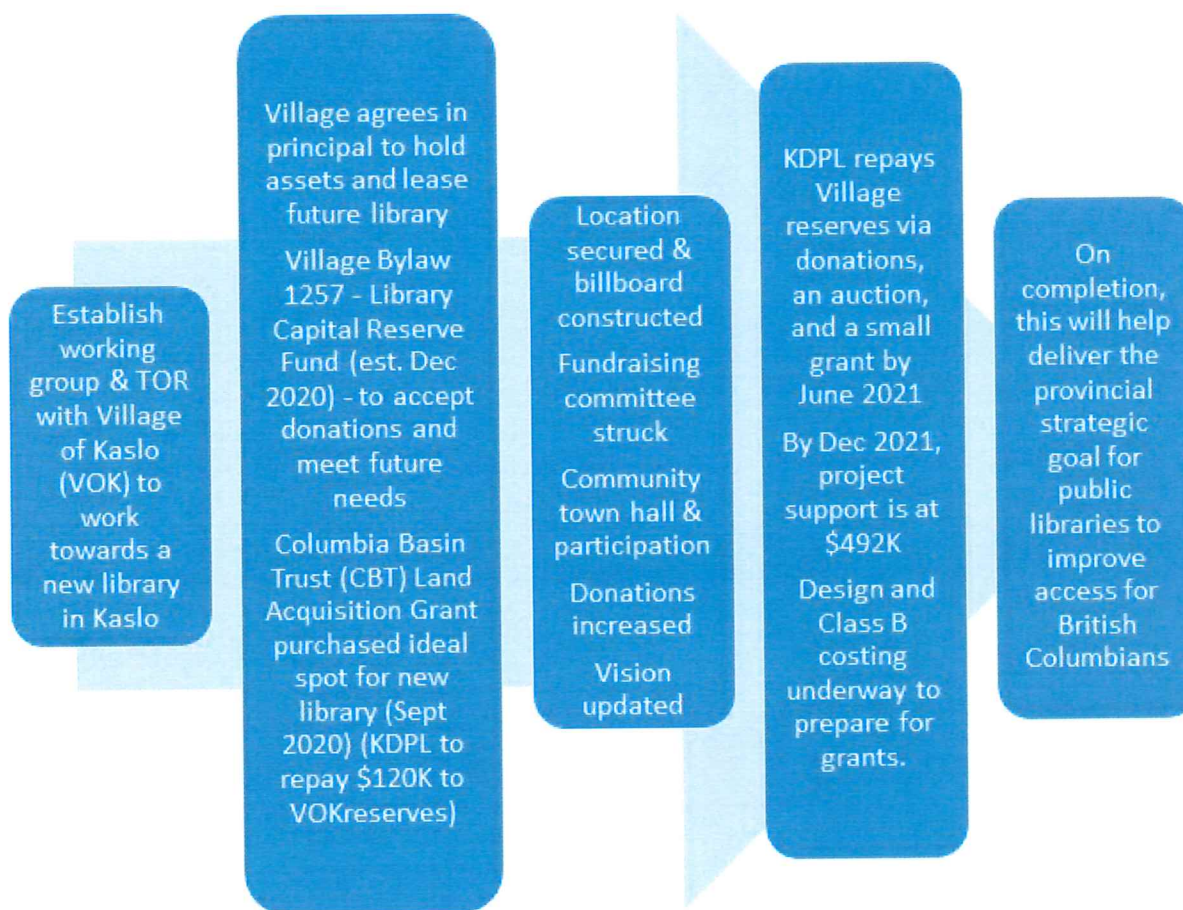 Establish
working
group & TOR
with Village
of Kaslo
(VOK) to
work
towards a
new library
in Kaslo
Village agrees in
principal to hold
assets and lease
future library
Village Bylaw
1257 - Library
Capital Reserve
Fund (est. Dec
2020) - to accept
donations and
meet future
needs
Columbia Basin
Trust (CBT) Land
Acquisition Grant
purchased ideal
spot for new
library (Sept
2020) (KDPL to
repay $120K to
VOKreserves)
Location
secured &
billboard
constructed
Fundraising
committee
struck
Community
town hall &
participation
Donations
increased
Vision
updated
KDPL repays
Village
reserves via
donations,
an auction,
and a small
grant by
June 2021
By Dec 2021,
project
support is at
$492K
Design and
Class B
costing
underway to
prepare for
grants.
On
completion,
this will help
deliver the
provincial
strategic
goal for
public
libraries to
improve
access for
British
Columbians